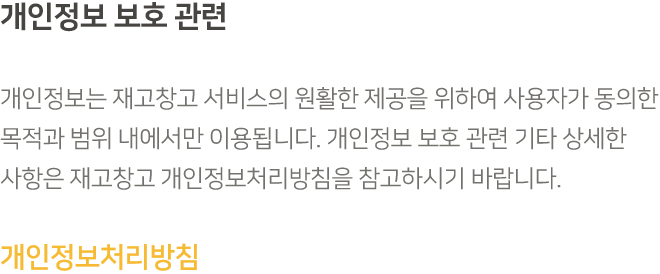 개인정보 보호 관련
개인정보는 재고창고 서비스의 원활한 제공을 위하여 사용자가 동의한
목적과 범위 내에서만 이용됩니다. 개인정보 보호 관련 기타 상세한
사항은 재고창고 개인정보처리방침을 참고하시기 바랍니다.
개인정보처리방침